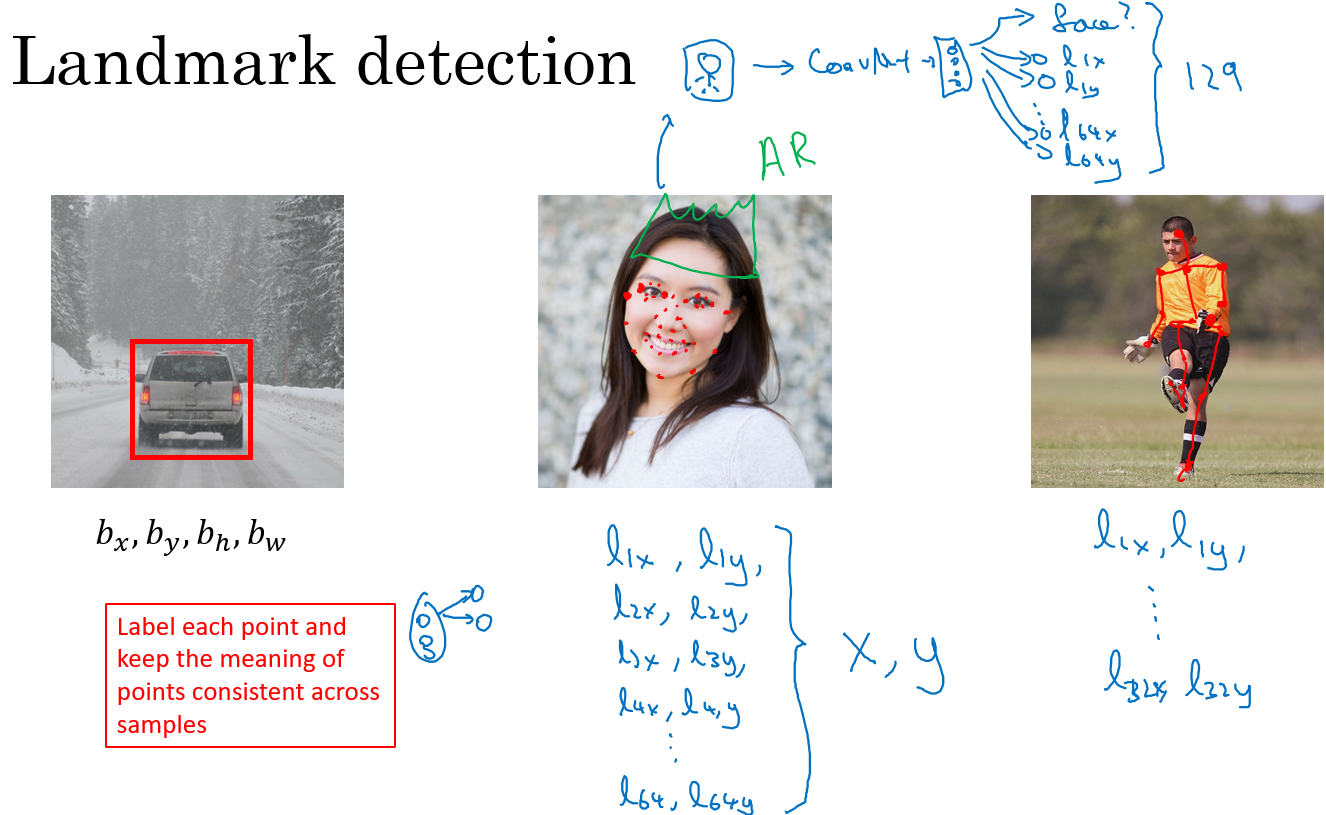 Landmark detection
→ ConvNet →
face?
l1x
l1y
⋮
l64x
l64y
129
AR
bx, by, bh, bw
Label each point and
keep the meaning of
points consistent across
samples
l1x, l1y,
l2x, l2y,
l3x, l3y,
l4x, l4,y
⋮
l64, l64y
x, y
l1x, l1y,
⋮
l32x, l32y